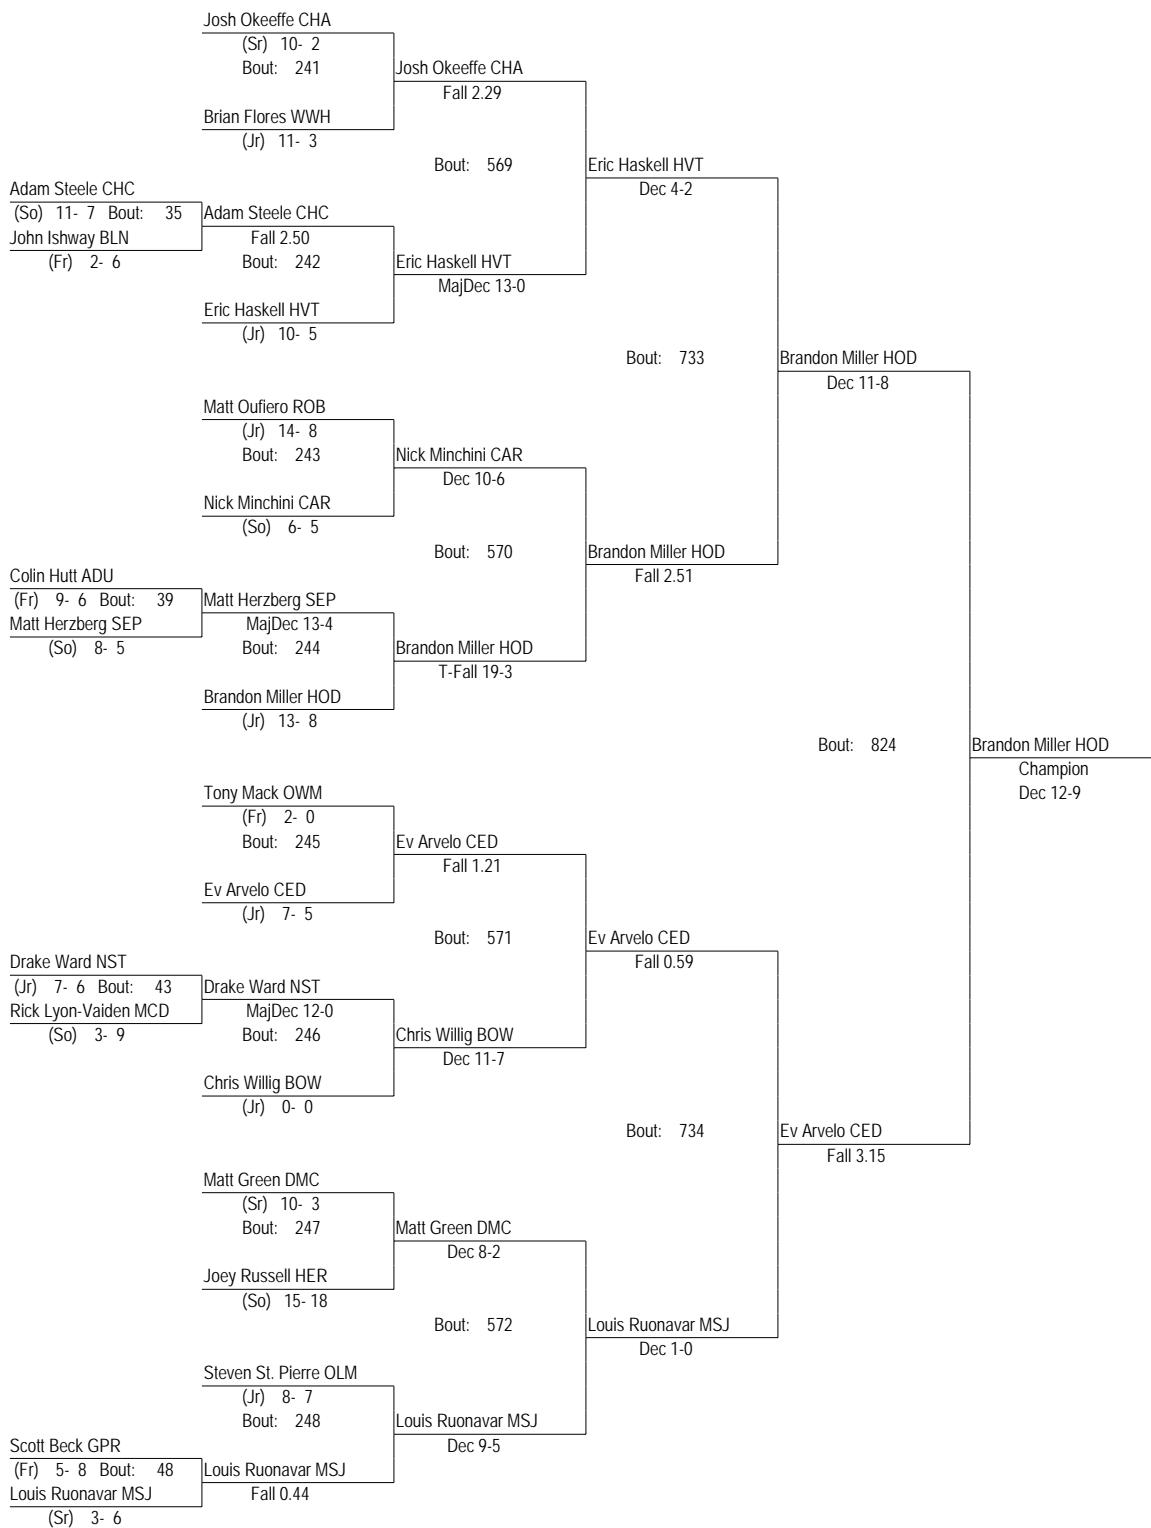 Josh Okeeffe CHA
(Sr) 10- 2
Bout: 241
Josh Okeeffe CHA
Fall 2.29
Brian Flores WWH
(Jr) 11- 3
Bout: 569
Eric Haskell HVT
Dec 4-2
Adam Steele CHC
(So) 11- 7 Bout: 35
Adam Steele CHC
John Ishway BLN
Fall 2.50
(Fr) 2- 6
Bout: 242
Eric Haskell HVT
MajDec 13-0
Eric Haskell HVT
(Jr) 10- 5
Bout: 733
Brandon Miller HOD
Dec 11-8
Matt Oufiero ROB
(Jr) 14- 8
Bout: 243
Nick Minchini CAR
Dec 10-6
Nick Minchini CAR
(So) 6- 5
Bout: 570
Brandon Miller HOD
Fall 2.51
Colin Hutt ADU
(Fr) 9- 6 Bout: 39
Matt Herzberg SEP
Matt Herzberg SEP
MajDec 13-4
(So) 8- 5
Bout: 244
Brandon Miller HOD
T-Fall 19-3
Brandon Miller HOD
(Jr) 13- 8
Bout: 824
Brandon Miller HOD
Champion
Dec 12-9
Tony Mack OWM
(Fr) 2- 0
Bout: 245
Ev Arvelo CED
Fall 1.21
Ev Arvelo CED
(Jr) 7- 5
Bout: 571
Ev Arvelo CED
Fall 0.59
Drake Ward NST
(Jr) 7- 6 Bout: 43
Drake Ward NST
Rick Lyon-Vaiden MCD
MajDec 12-0
(So) 3- 9
Bout: 246
Chris Willig BOW
Dec 11-7
Chris Willig BOW
(Jr) 0- 0
Bout: 734
Ev Arvelo CED
Fall 3.15
Matt Green DMC
(Sr) 10- 3
Bout: 247
Matt Green DMC
Dec 8-2
Joey Russell HER
(So) 15- 18
Bout: 572
Louis Ruonavar MSJ
Dec 1-0
Steven St. Pierre OLM
(Jr) 8- 7
Bout: 248
Louis Ruonavar MSJ
Dec 9-5
Scott Beck GPR
(Fr) 5- 8 Bout: 48
Louis Ruonavar MSJ
Louis Ruonavar MSJ
Fall 0.44
(Sr) 3- 6